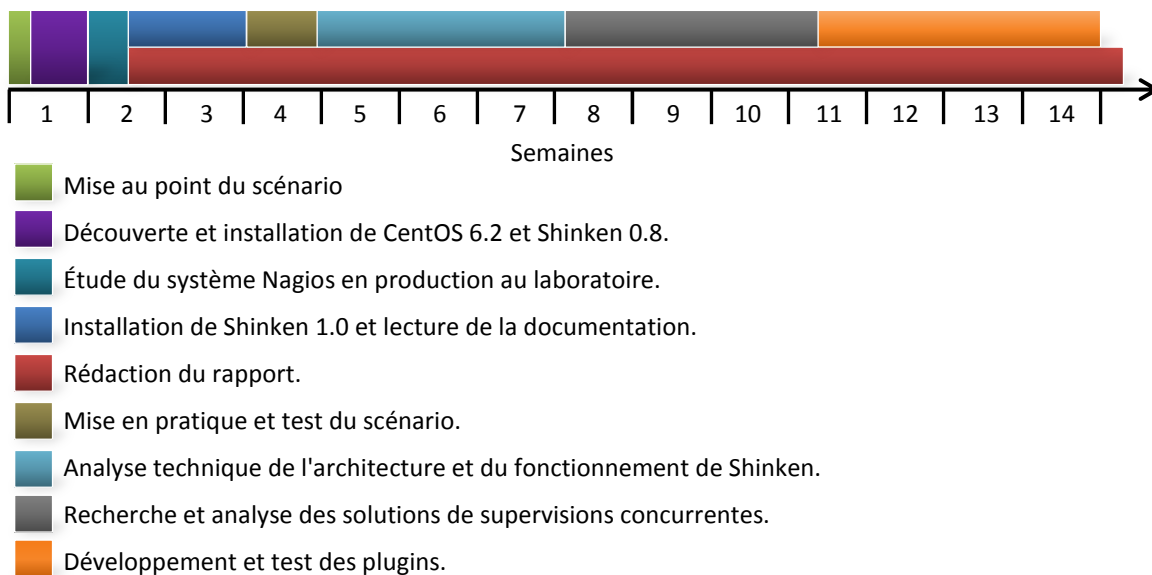 1 2 3 4 5 6 7 8 9 10 11 12 13 14
Semaines
Mise au point du scénario
Découverte et installation de CentOS 6.2 et Shinken 0.8.
Étude du système Nagios en production au laboratoire.
Installation de Shinken 1.0 et lecture de la documentation.
Rédaction du rapport.
Mise en pratique et test du scénario.
Analyse technique de l'architecture et du fonctionnement de Shinken.
Recherche et analyse des solutions de supervisions concurrentes.
Développement et test des plugins.